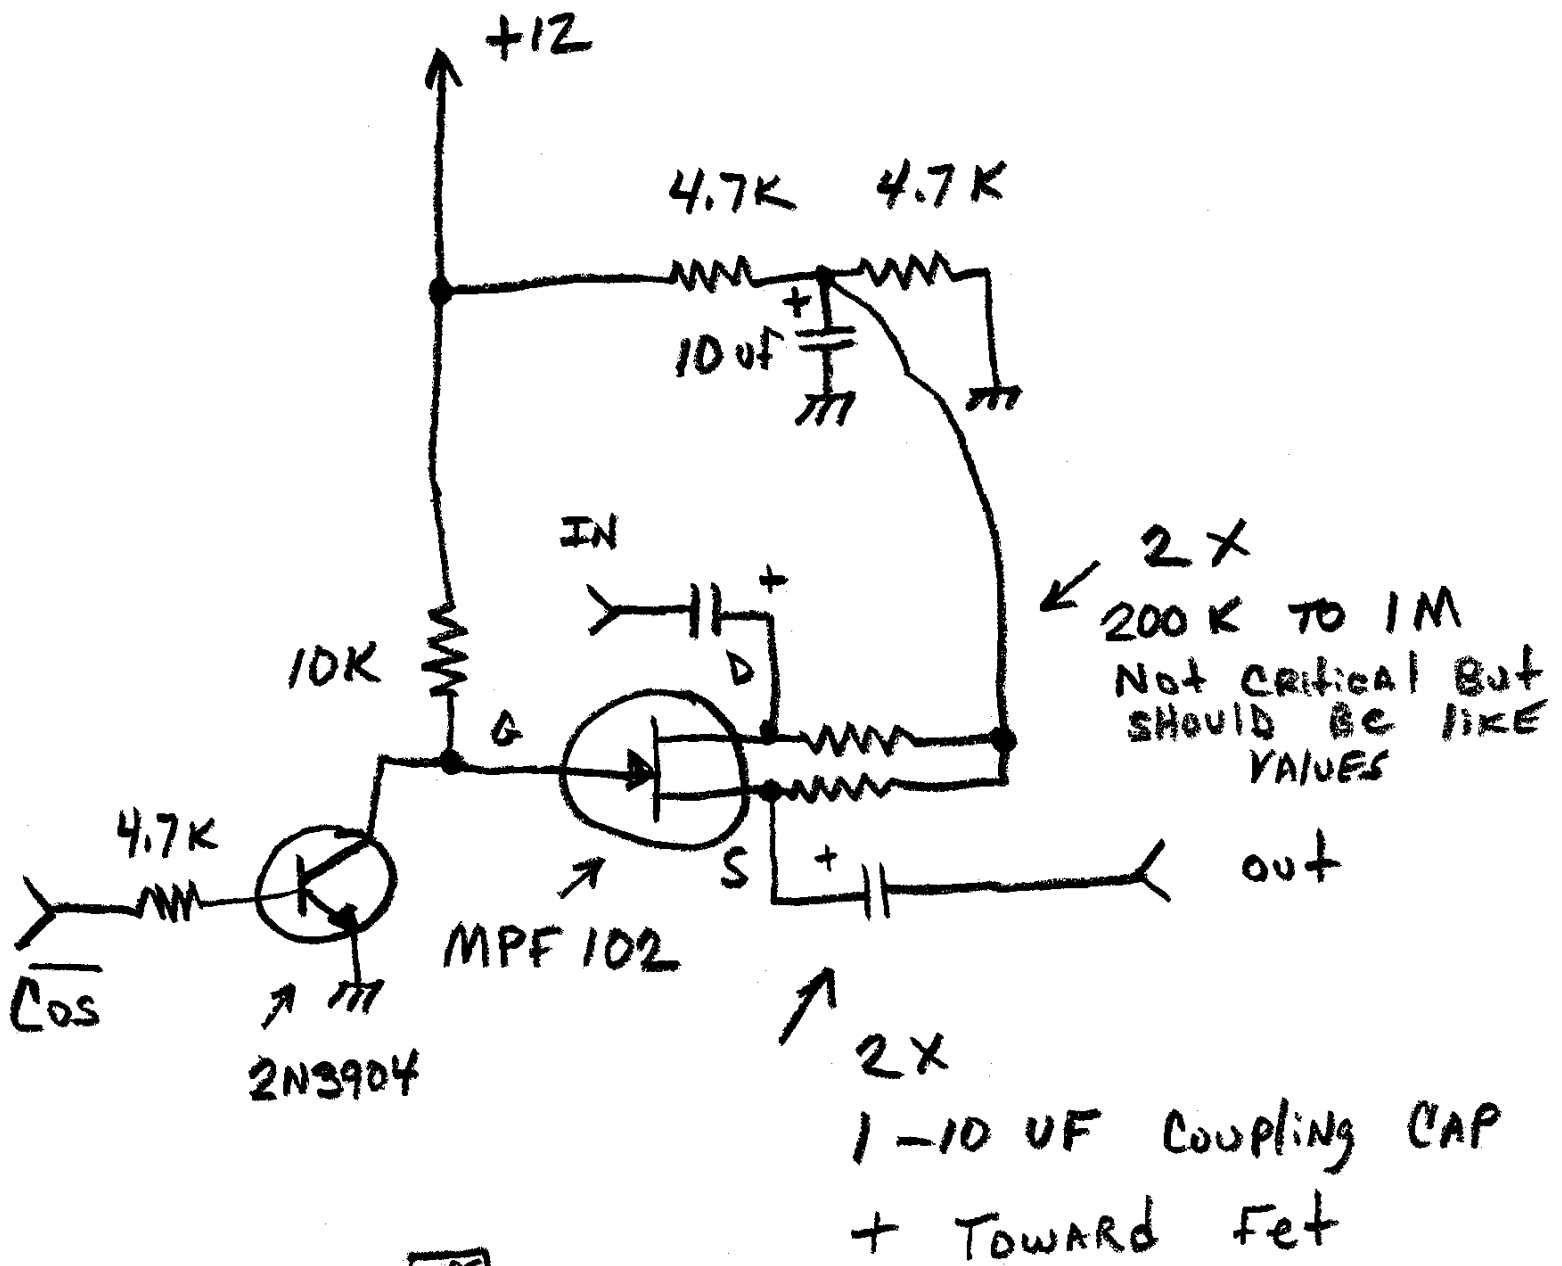 +12
4.7K
4.7K
+
10 uf
IN
+
2 X
200 K TO 1 M
Not CRitical But
SHOULD BE like
VALUES
10K
D
G
4.7K
S
+
out
MPF 102
COS
2N3904
2 X
1-10 UF Coupling CAP
+ TOWARd Fet